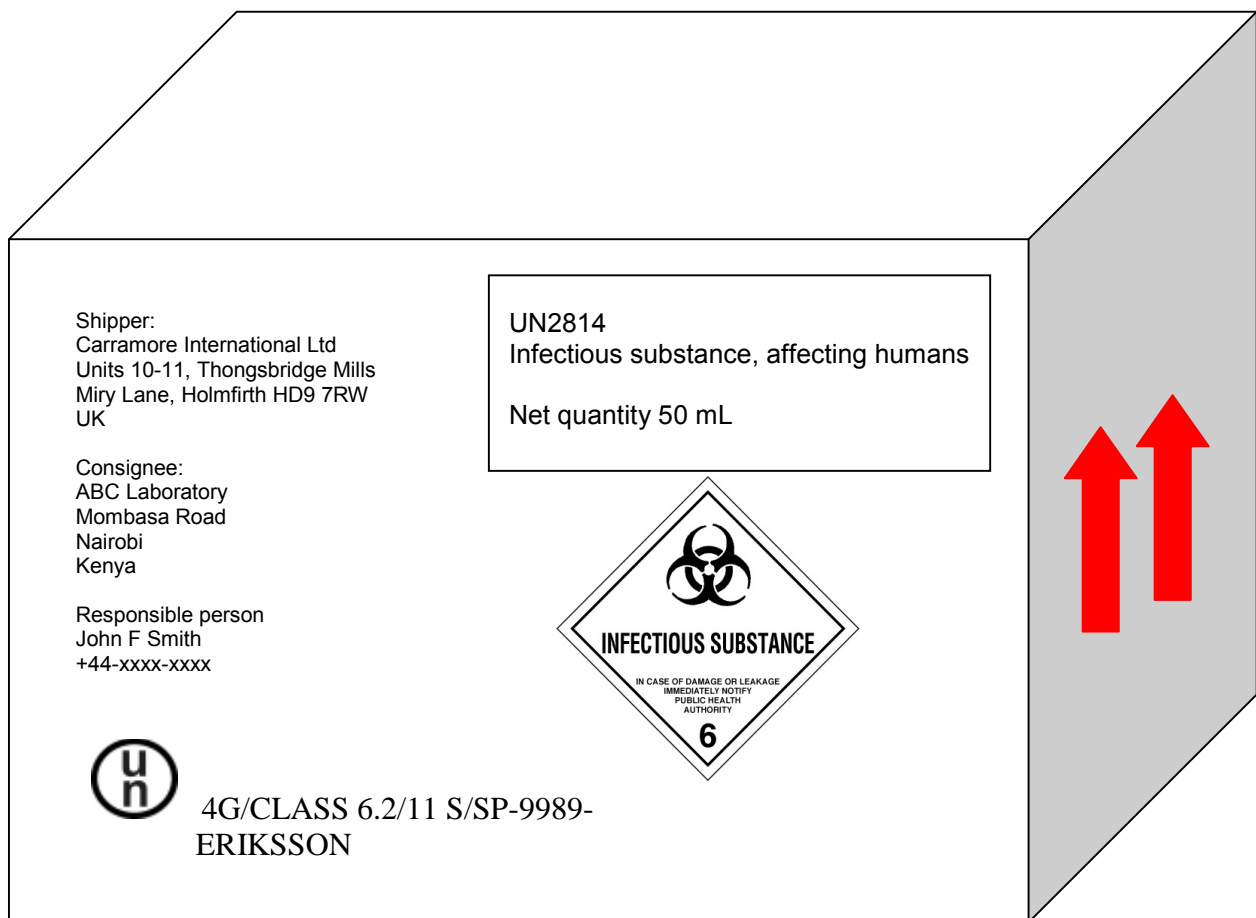 Shipper:
Carramore International Ltd
Units 10-11, Thongsbridge Mills
Miry Lane, Holmfirth HD9 7RW
UK
Consignee:
ABC Laboratory
Mombasa Road
Nairobi
Kenya
Responsible person
John F Smith
+44-xxxx-xxxx
UN2814
Infectious substance, affecting humans
Net quantity 50 mL
INFECTIOUS SUBSTANCE
IN CASE OF DAMAGE OR LEAKAGE
IMMEDIATELY NOTIFY
PUBLIC HEALTH
AUTHORITY
6
u
n
4G/CLASS 6.2/11 S/SP-9989-
ERIKSSON